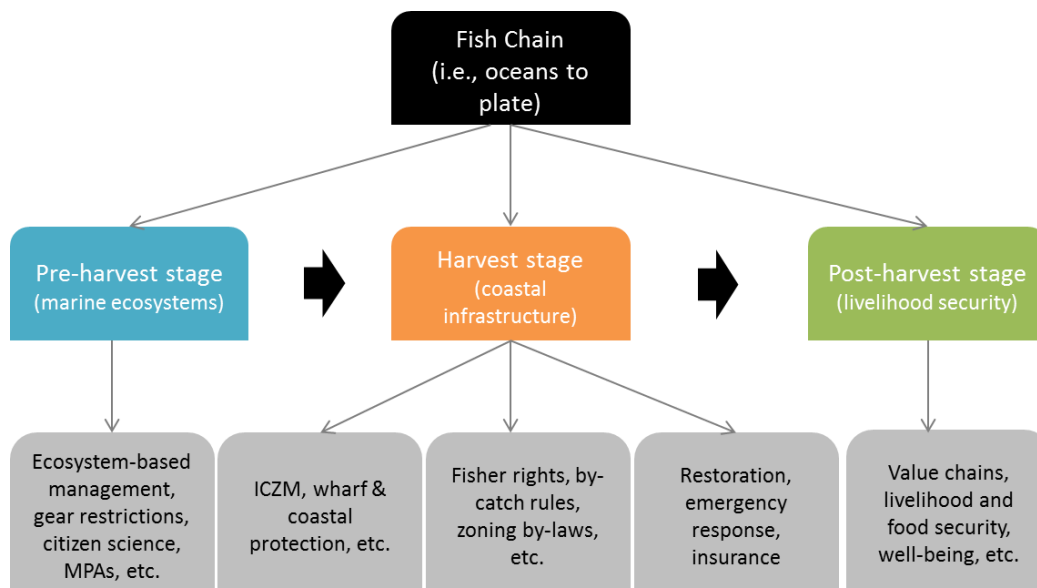 Fish Chain
(i.e., oceans to
plate)
Pre-harvest stage
(marine ecosystems)
Harvest stage
(coastal
infrastructure)
Post-harvest stage
(livelihood security)
Ecosystem-based
management,
gear restrictions,
citizen science,
MPAs, etc.
ICZM, wharf &
coastal
protection, etc.
Fisher rights, by-
catch rules,
zoning by-laws,
etc.
Restoration,
emergency
response,
insurance
Value chains,
livelihood and
food security,
well-being, etc.